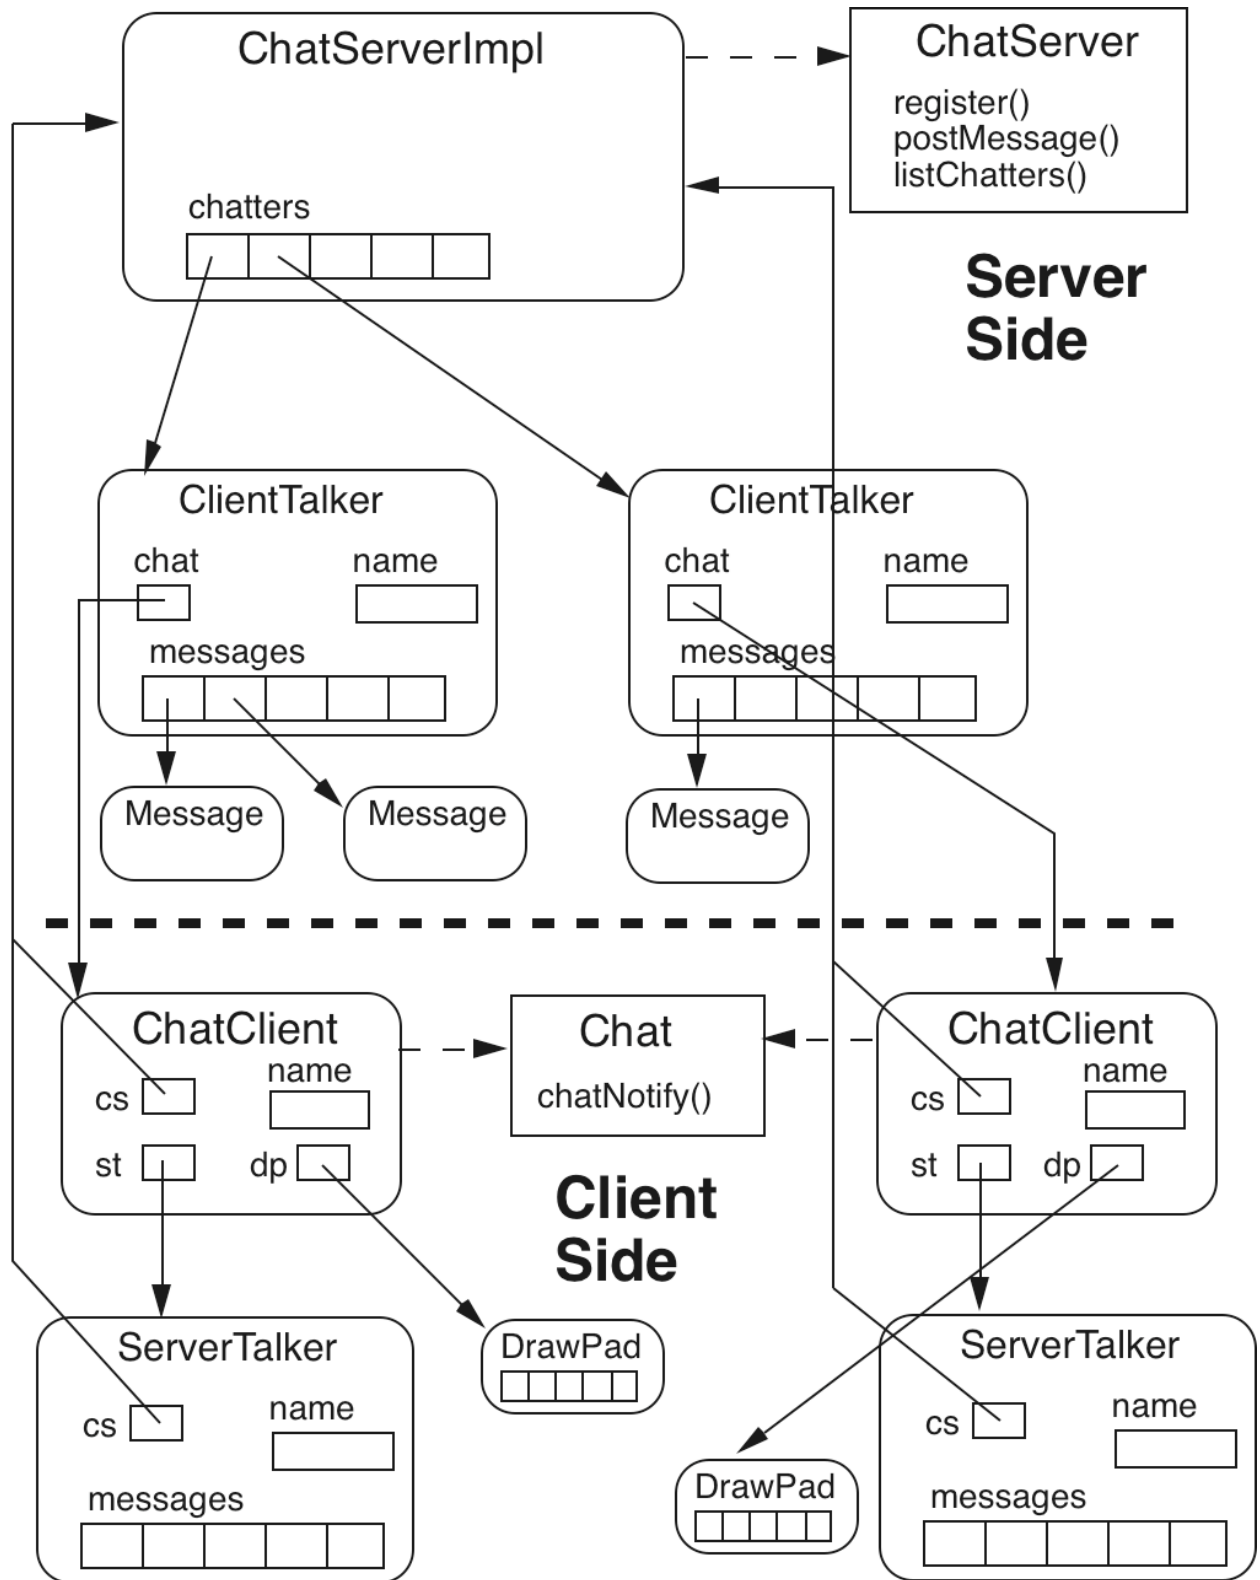 ChatServerImpl
chatters
ChatServer
register()
postMessage()
listChatters()
Server
Side
ClientTalker
chat
name
messages
Message
Message
ClientTalker
chat
name
messages
Message
ChatClient
name
cs
st
dp
Chat
chatNotify()
ChatClient
name
cs
st
dp
Client
Side
ServerTalker
cs
name
messages
DrawPad
DrawPad
ServerTalker
cs
name
messages